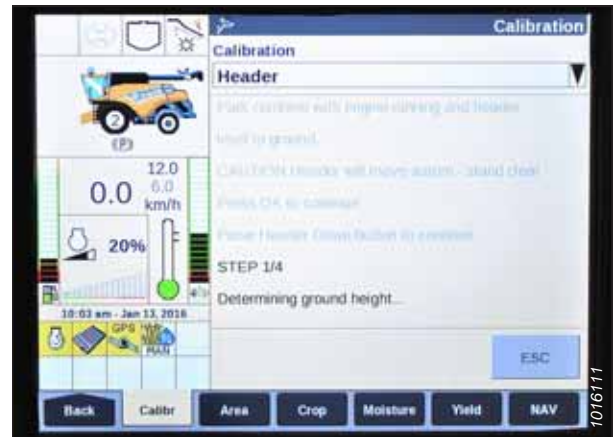 Calibration
Calibration
Header
Park combine with engine running and header
level to ground.
CAUTION Header will move autom.- stand clear
Press OK to continue
Press Header Down Button to continue
STEP 1/4
Determining ground height...
ESC
2
(P)
0.0
12.0
6.0
km/h
20%
10:03 am - Jan 13, 2016
GPS
MAN
Back
Calibr
Area
Crop
Moisture
Yield
NAV
1016111